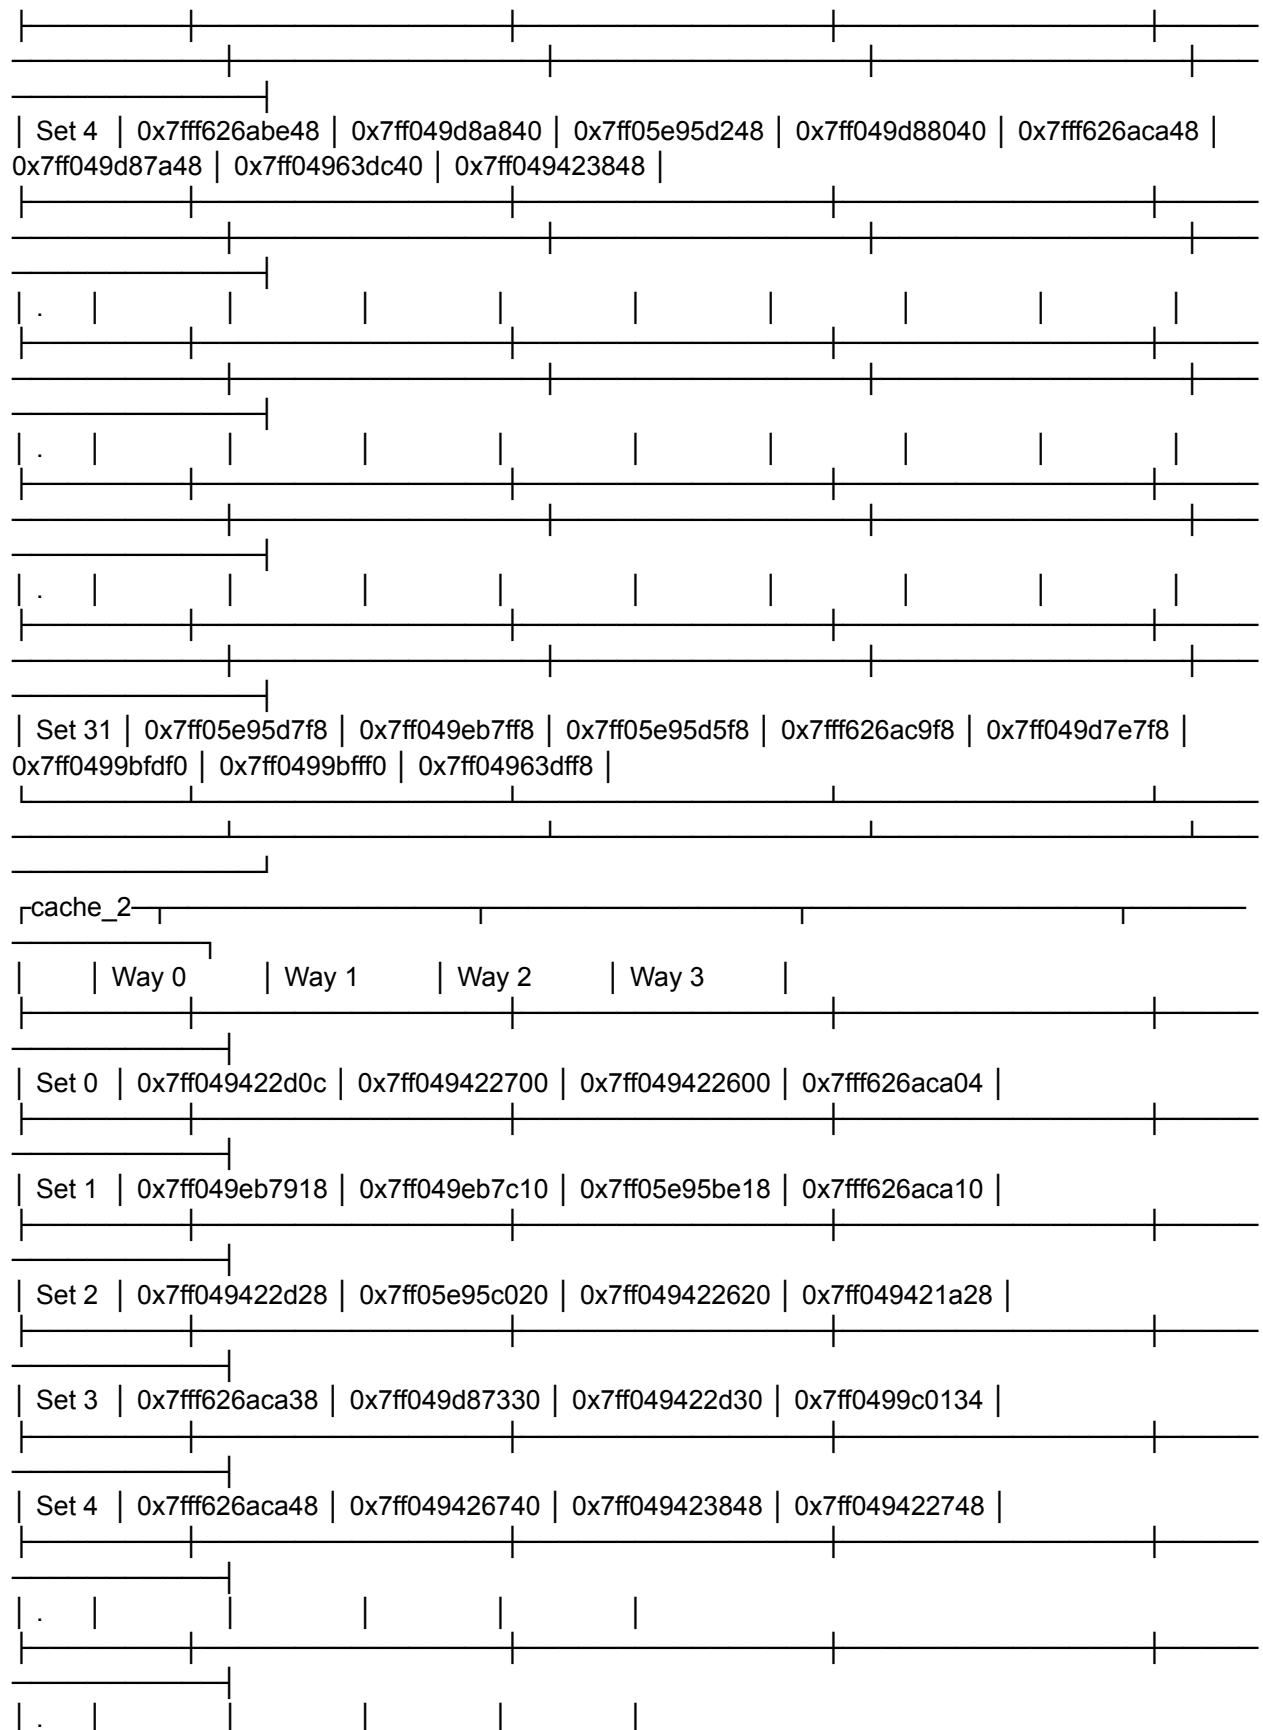 │ Set 4 │ 0x7fff626abe48 │ 0x7ff049d8a840 │ 0x7ff05e95d248 │ 0x7ff049d88040 │ 0x7fff626aca48 │
0x7ff049d87a48 │ 0x7ff04963dc40 │ 0x7ff049423848 │
│ . │ │ │ │ │ │ │ │ │
│ . │ │ │ │ │ │ │ │ │
│ . │ │ │ │ │ │ │ │ │
│ Set 31 │ 0x7ff05e95d7f8 │ 0x7ff049eb7ff8 │ 0x7ff05e95d5f8 │ 0x7fff626ac9f8 │ 0x7ff049d7e7f8 │
0x7ff0499bfdf0 │ 0x7ff0499bfff0 │ 0x7ff04963dff8 │
cache_2
│ │ Way 0 │ Way 1 │ Way 2 │ Way 3 │
│ Set 0 │ 0x7ff049422d0c │ 0x7ff049422700 │ 0x7ff049422600 │ 0x7fff626aca04 │
│ Set 1 │ 0x7ff049eb7918 │ 0x7ff049eb7c10 │ 0x7ff05e95be18 │ 0x7fff626aca10 │
│ Set 2 │ 0x7ff049422d28 │ 0x7ff05e95c020 │ 0x7ff049422620 │ 0x7ff049421a28 │
│ Set 3 │ 0x7fff626aca38 │ 0x7ff049d87330 │ 0x7ff049422d30 │ 0x7ff0499c0134 │
│ Set 4 │ 0x7fff626aca48 │ 0x7ff049426740 │ 0x7ff049423848 │ 0x7ff049422748 │
│ . │ │ │ │ │
│ . │ │ │ │ │